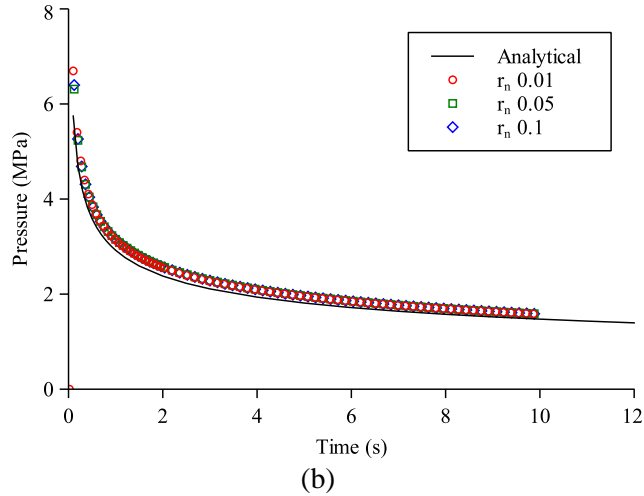 8
6
4
2
0
Pressure (MPa)
Analytical
rₙ 0.01
rₙ 0.05
rₙ 0.1
0 2 4 6 8 10 12
Time (s)
(b)